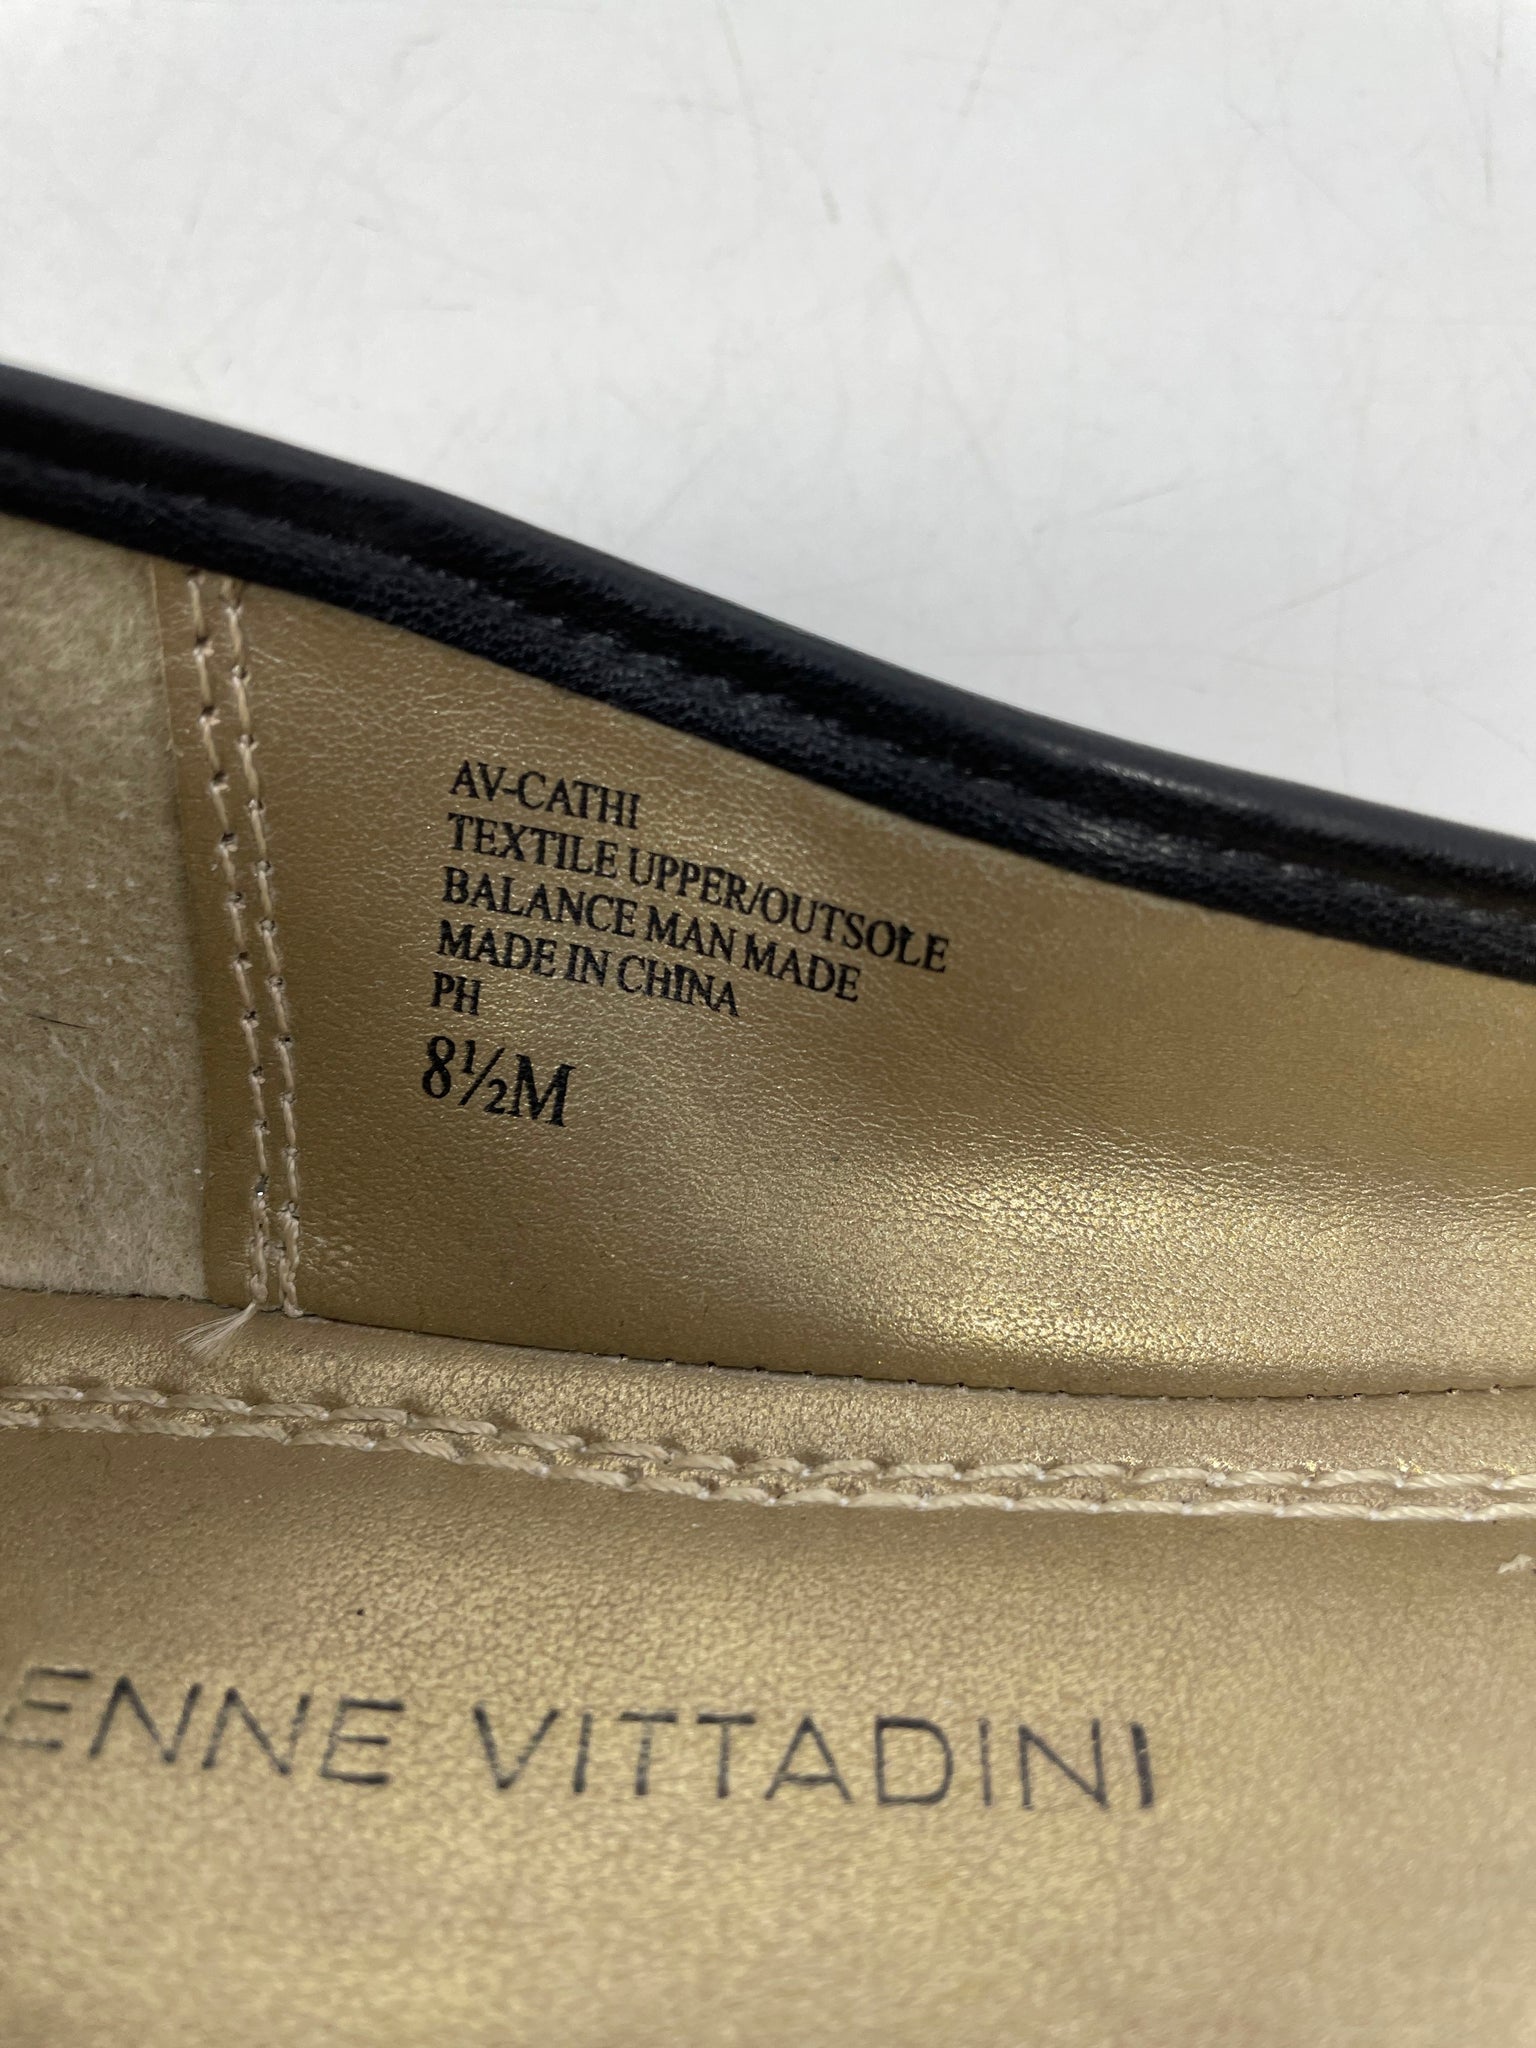 AV-CATHI
TEXTILE UPPER/OUTSOLE
BALANCE MAN MADE
MADE IN CHINA
PH
8½M
ENNE VITTADINI